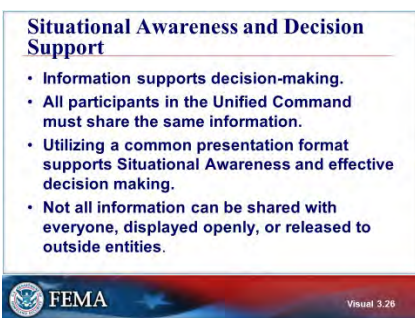 Situational Awareness and Decision
Support
• Information supports decision-making.
• All participants in the Unified Command
must share the same information.
• Utilizing a common presentation format
supports Situational Awareness and effective
decision making.
• Not all information can be shared with
everyone, displayed openly, or released to
outside entities.
FEMA
Visual 3.26